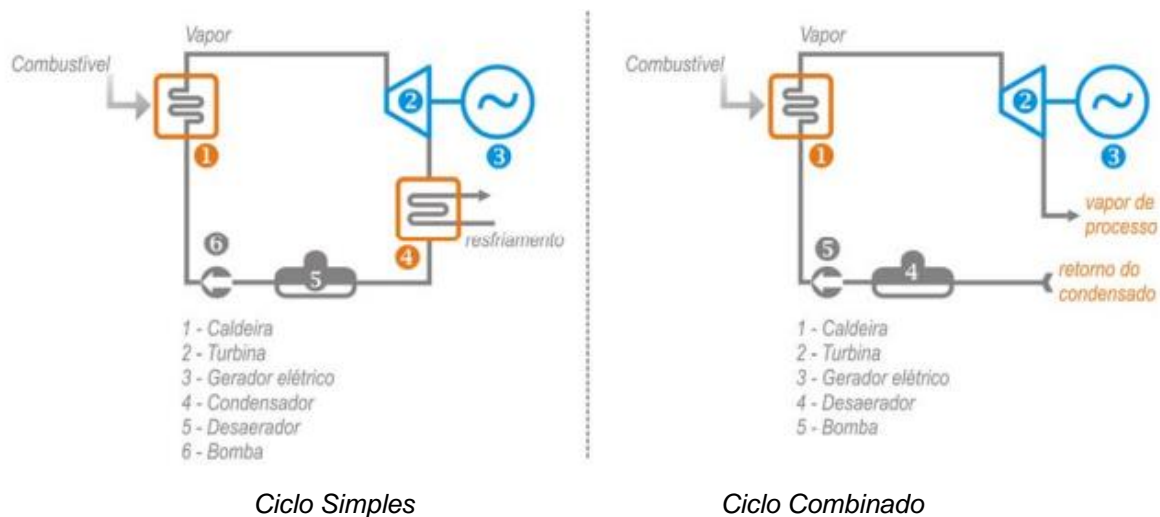 Vapor
Combustível
1
2
3
resfriamento
4
6
5
1 - Caldeira
2 - Turbina
3 - Gerador elétrico
4 - Condensador
5 - Desaerador
6 - Bomba
Ciclo Simples
Vapor
Combustível
1
2
3
vapor de
processo
5
4
retorno do
condensado
1 - Caldeira
2 - Turbina
3 - Gerador elétrico
4 - Desaerador
5 - Bomba
Ciclo Combinado